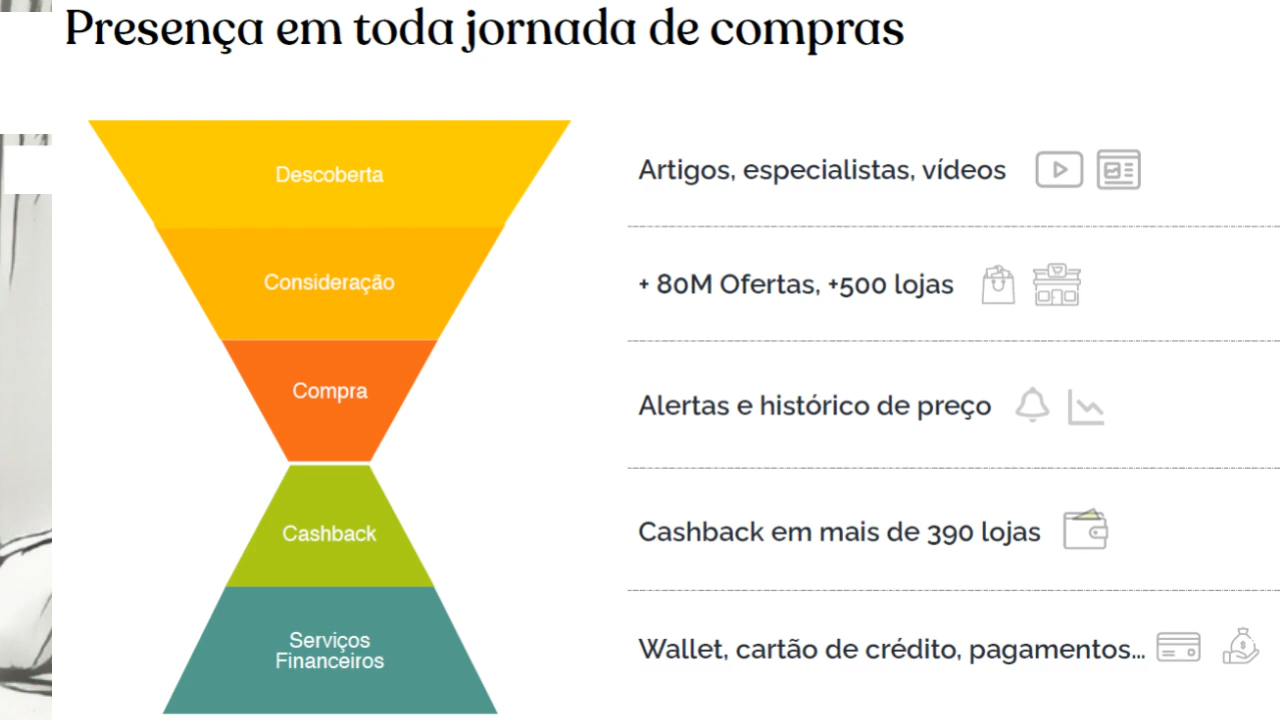 Presença em toda jornada de compras
Descoberta
Artigos, especialistas, vídeos
Consideração
+ 80M Ofertas, +500 lojas
Compra
Alertas e histórico de preço
Cashback
Cashback em mais de 390 lojas
Serviços
Financeiros
Wallet, cartão de crédito, pagamentos...